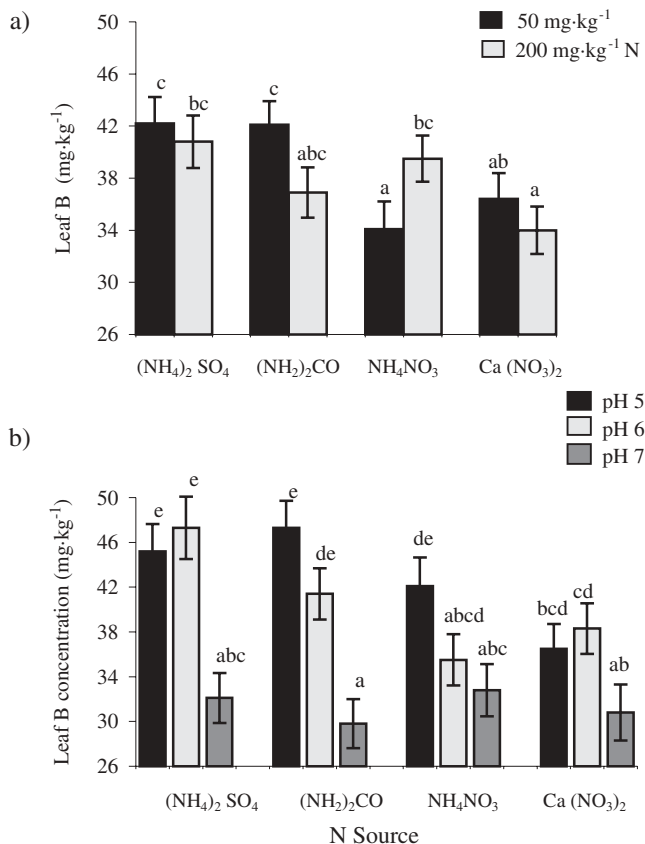 a)
50 mg·kg-1
200 mg·kg-1 N
Leaf B (mg·kg-1)
50
46
42
38
34
30
26
c
bc
c
abc
a
bc
ab
a
(NH4)2 SO4
(NH2)2CO
NH4NO3
Ca (NO3)2
pH 5
pH 6
pH 7
b)
Leaf B concentration (mg·kg-1)
50
46
42
38
34
30
26
e
e
abc
e
de
a
de
abcd
abc
bcd
cd
ab
(NH4)2 SO4
(NH2)2CO
NH4NO3
Ca (NO3)2
N Source